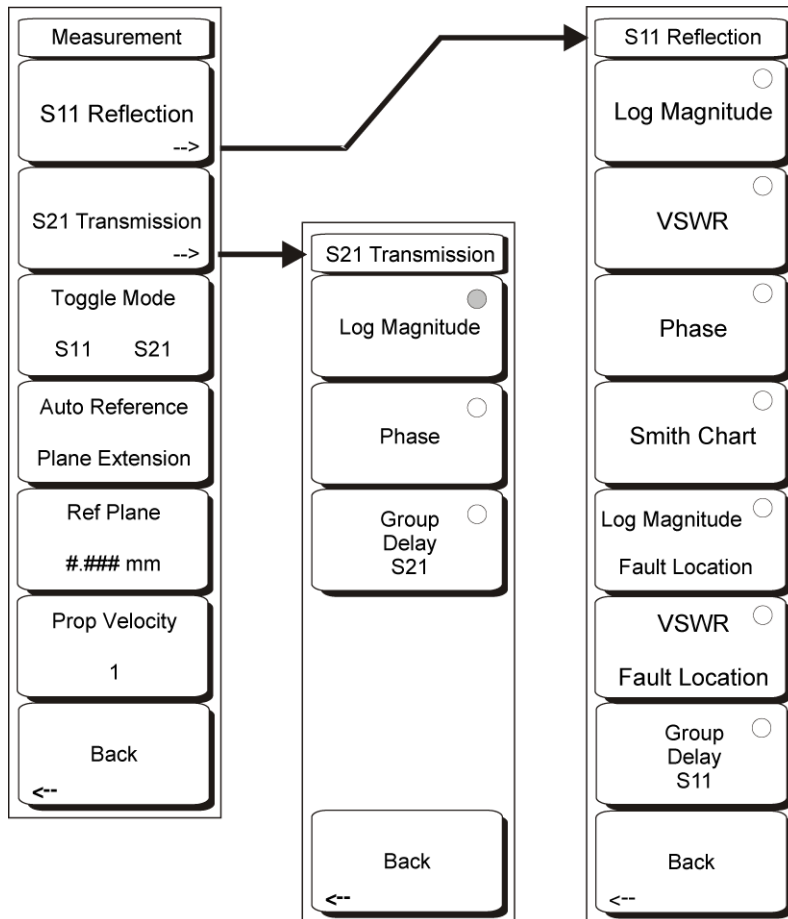 Measurement
S11 Reflection
-->
S21 Transmission
-->
Toggle Mode
S11 S21
Auto Reference
Plane Extension
Ref Plane
#.### mm
Prop Velocity
1
Back
<--
S21 Transmission
Log Magnitude
Phase
Group
Delay
S21
Back
<--
S11 Reflection
Log Magnitude
VSWR
Phase
Smith Chart
Log Magnitude
Fault Location
VSWR
Fault Location
Group
Delay
S11
Back
<--